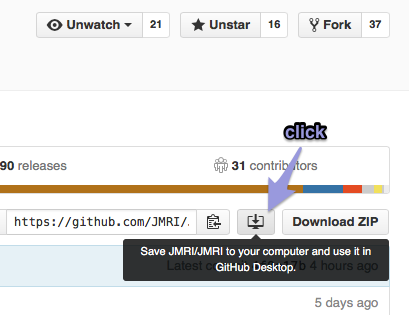 Unwatch 21 Unstar 16 Fork 37
click
90 releases 31 contributors
https://github.com/JMRI/ Download ZIP
Save JMRI/JMRI to your computer and use it in
GitHub Desktop.
Latest 4 hours ago
5 days ago